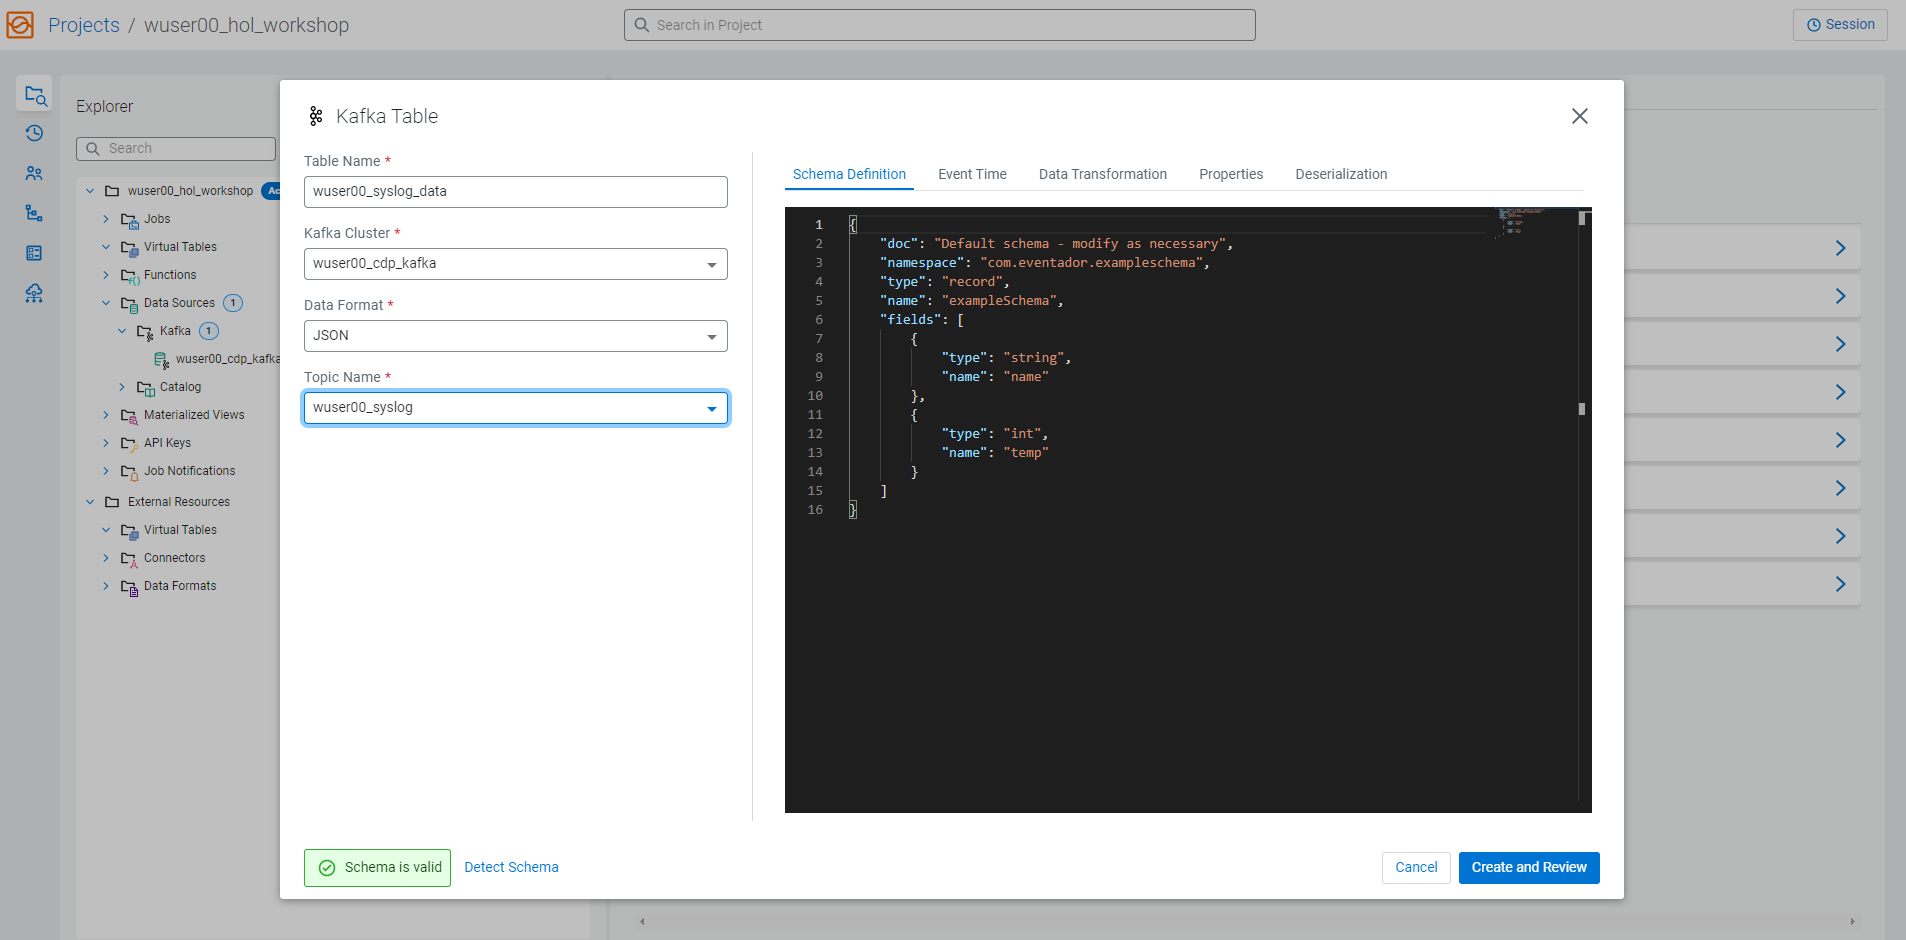 Projects / wuser00_hol_workshop
Search in Project
Session
Explorer
Search
wuser00_hol_workshop
Jobs
Virtual Tables
Functions
Data Sources 1
Kafka 1
wuser00_cdp_kafka
Catalog
Materialized Views
API Keys
Job Notifications
External Resources
Virtual Tables
Connectors
Data Formats
Kafka Table
Table Name *
wuser00_syslog_data
Kafka Cluster *
wuser00_cdp_kafka
Data Format *
JSON
Topic Name *
wuser00_syslog
Schema Definition Event Time Data Transformation Properties Deserialization
1 {
2 "doc": "Default schema - modify as necessary",
3 "namespace": "com.eventador.exampleschema",
4 "type": "record",
5 "name": "exampleSchema",
6 "fields": [
7 {
8 "type": "string",
9 "name": "name"
10 },
11 {
12 "type": "int",
13 "name": "temp"
14 }
15 ]
16 }
Schema is valid
Detect Schema
Cancel
Create and Review